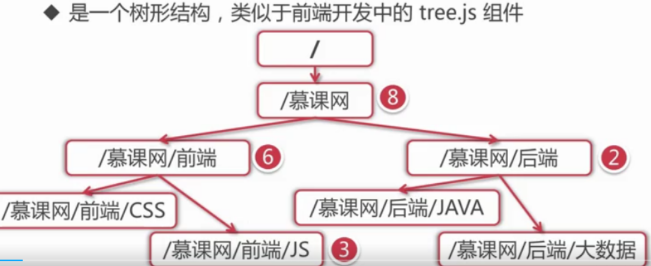 ◆ 是一个树形结构，类似于前端开发中的 tree.js 组件
/
/慕课网 8
/慕课网/前端 6 /慕课网/后端 2
/慕课网/前端/CSS /慕课网/后端/JAVA
/慕课网/前端/JS 3 /慕课网/后端/大数据